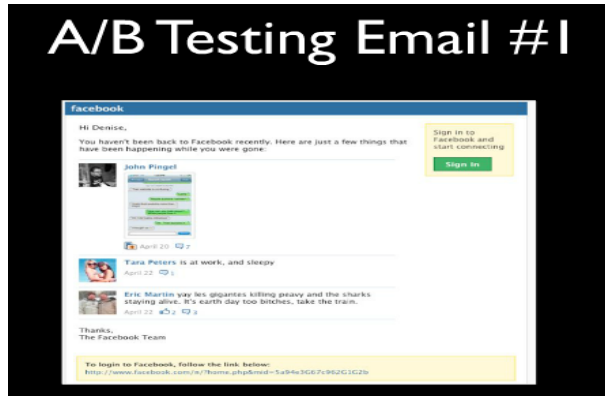 A/B Testing Email #1
facebook
Hi Denise,
You haven't been back to Facebook recently. Here are just a few things that
have been happening while you were gone:
Sign in to
Facebook and
start connecting
Sign In
John Pingel
April 20 7
Tara Peters is at work, and sleepy
April 22 1
Eric Martin yay les gigantes killing peavy and the sharks
staying alive. It's earth day too bitches, take the train.
April 22 2
Thanks,
The Facebook Team
To login to Facebook, follow the link below: